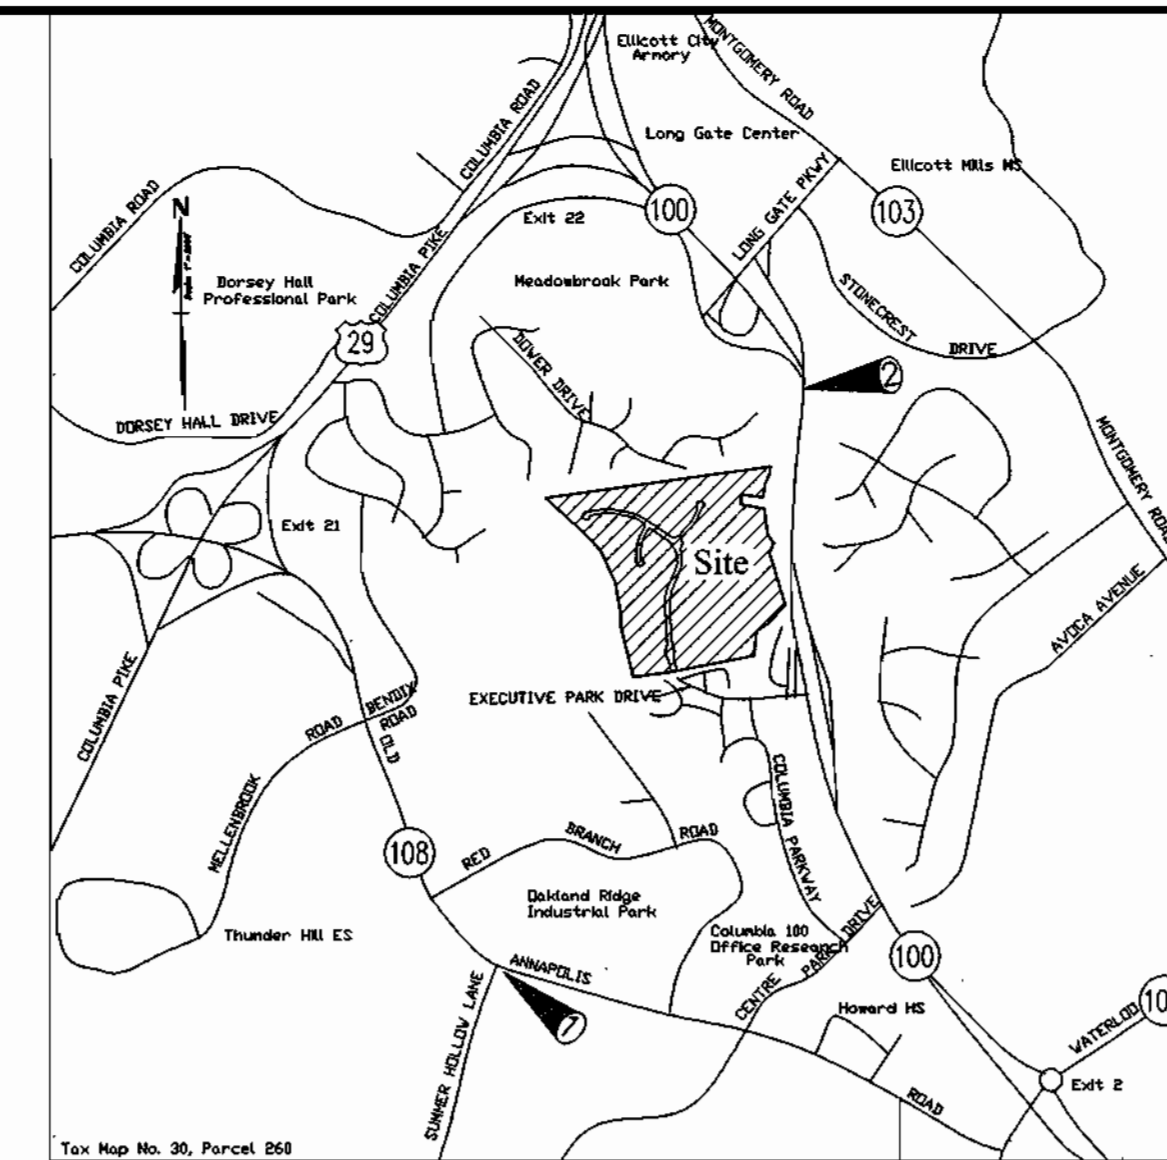 Ellicott City
Armory
MONTGOMERY ROAD
COLUMBIA ROAD
Long Gate Center
Ellicott Mills MS
LONG GATE PKWY
COLUMBIA ROAD
N
100
103
Exit 22
COLUMBIA PIKE
Dorsey Hall
Professional Park
Meadowbrook Park
STONECREST
DRIVE
29
DOWER DRIVE
2
DORSEY HALL DRIVE
MONTGOMERY ROAD
Exit 21
Site
AVOCA AVENUE
COLUMBIA PIKE
EXECUTIVE PARK DRIVE
BENDIX
ROAD
ROAD
OLD
MELLENBROOK
COLUMBIA PARKWAY
108
RED
BRANCH
ROAD
Oakland Ridge
Industrial Park
Thunder Hill ES
Columbia 100
Office Research
Park
CENTRE PARK DRIVE
100
ANNAPOLIS
SUMMER HOLLOW LANE
1
Howard HS
WATERLOO
10
Exit 2
ROAD
Tax Map No. 30, Parcel 260